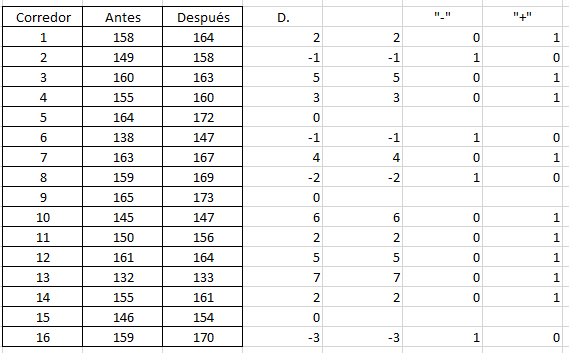 Corredor Antes Después D. "-" "+"
1 158 164 2 2 0 1
2 149 158 -1 -1 1 0
3 160 163 5 5 0 1
4 155 160 3 3 0 1
5 164 172 0
6 138 147 -1 -1 1 0
7 163 167 4 4 0 1
8 159 169 -2 -2 1 0
9 165 173 0
10 145 147 6 6 0 1
11 150 156 2 2 0 1
12 161 164 5 5 0 1
13 132 133 7 7 0 1
14 155 161 2 2 0 1
15 146 154 0
16 159 170 -3 -3 1 0